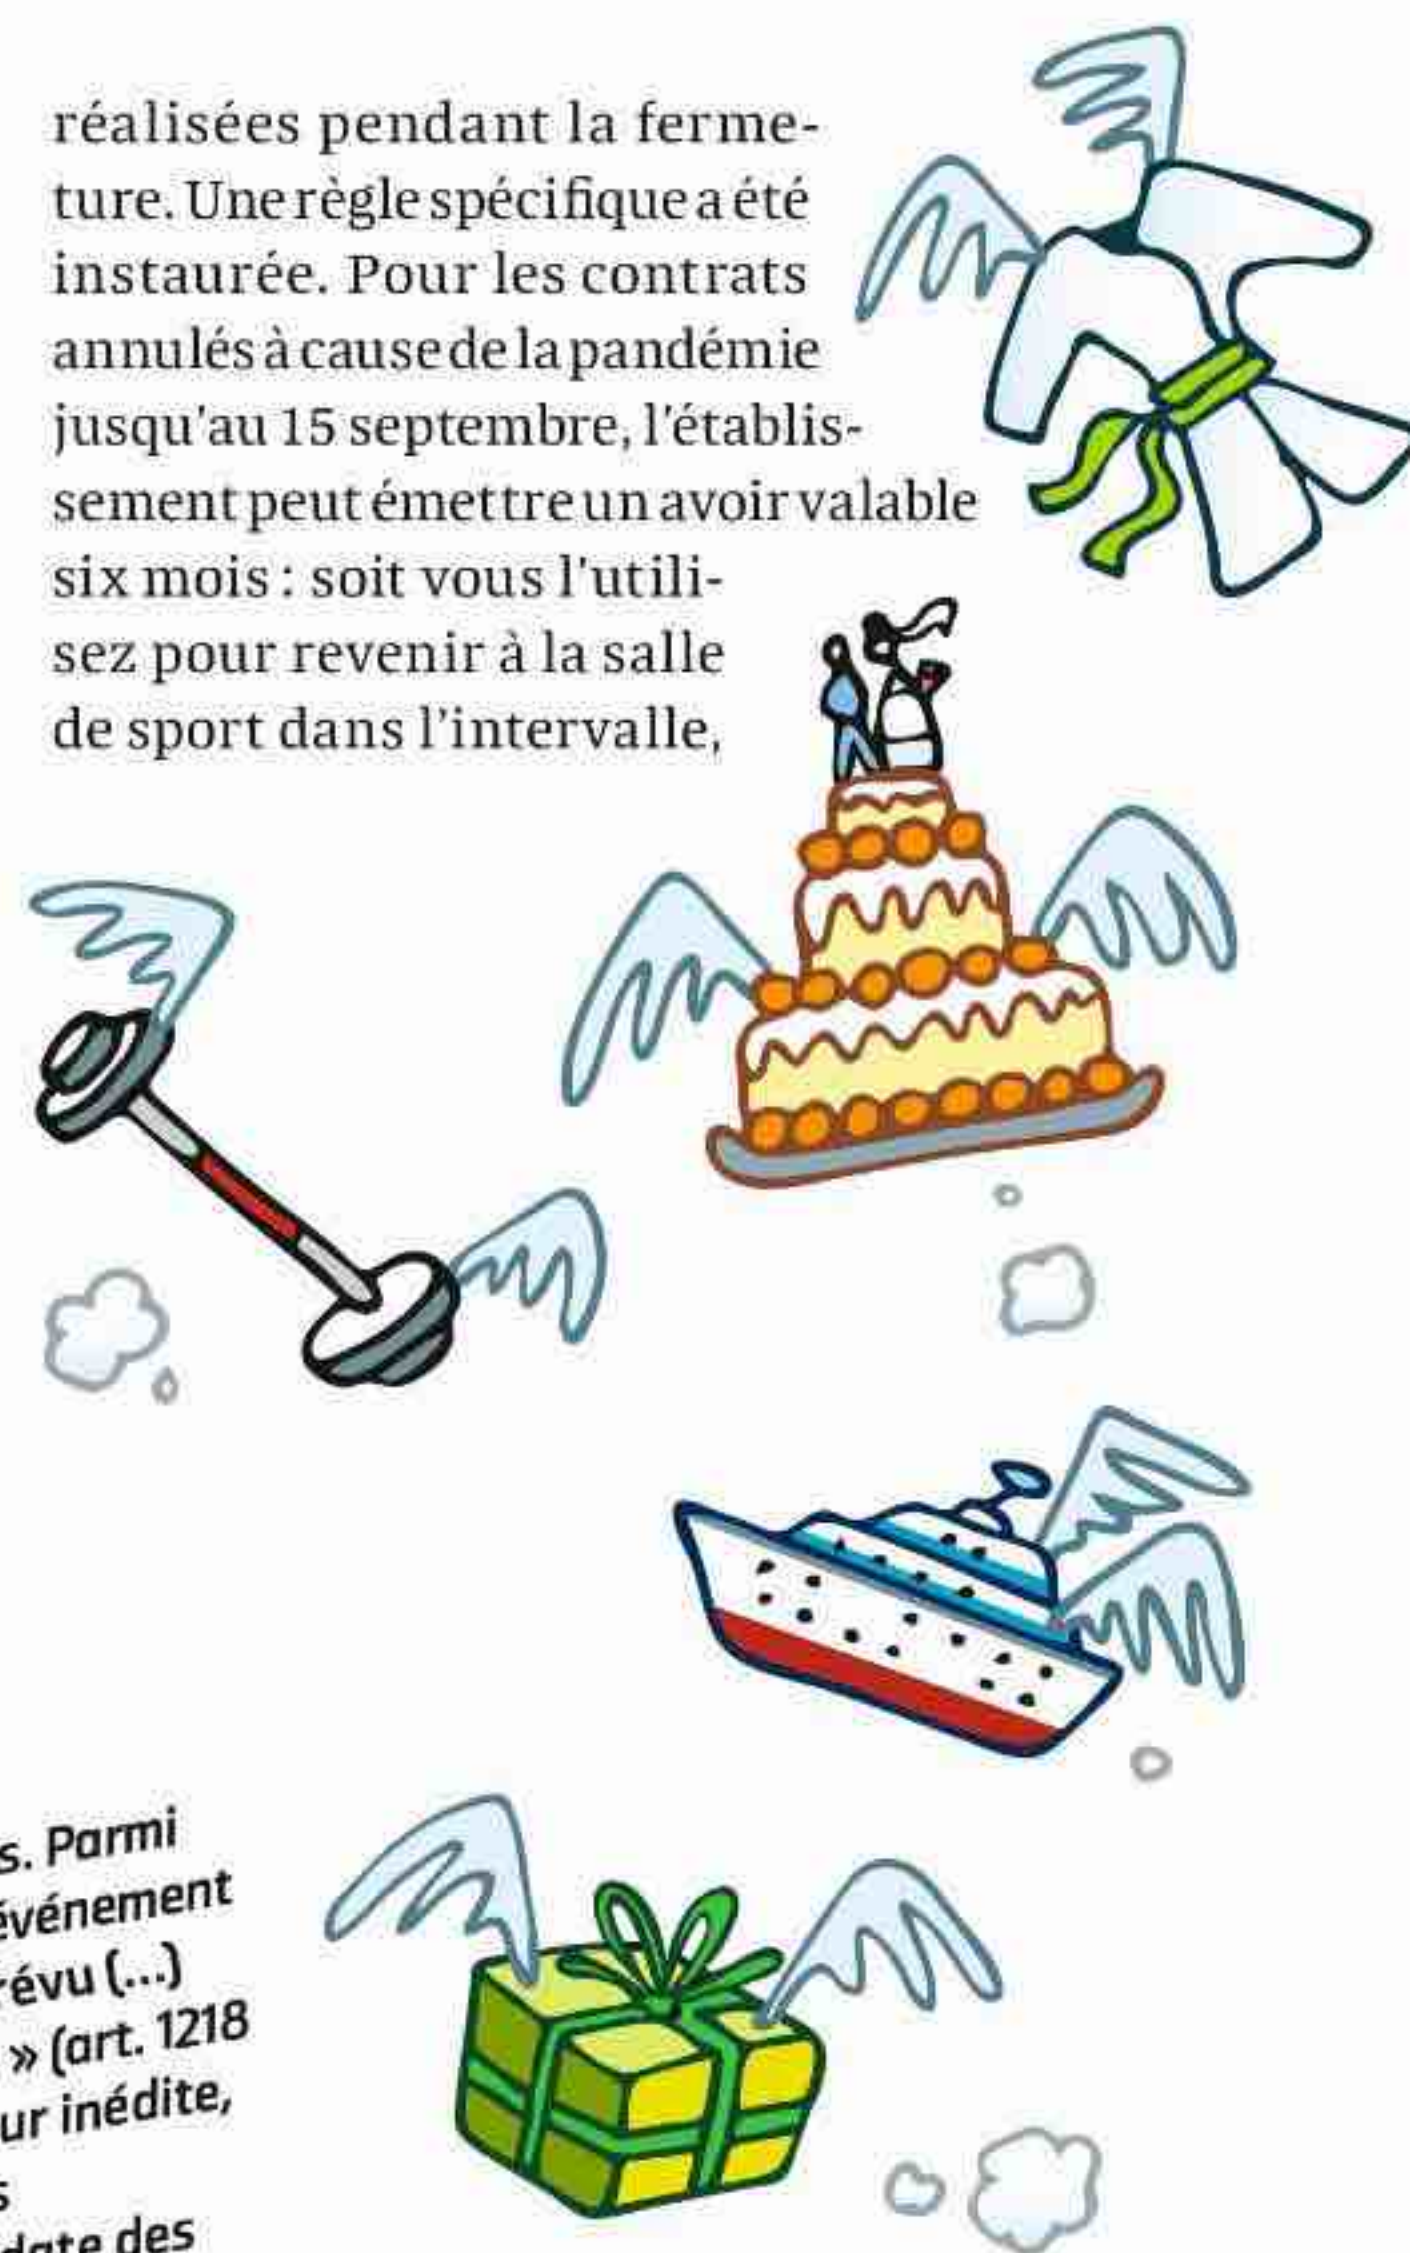 réalisées pendant la ferme-
ture. Une règle spécifique a été
instaurée. Pour les contrats
annulés à cause de la pandémie
jusqu'au 15 septembre, l'établis-
sement peut émettre un avoir valable
six mois : soit vous l'utili-
sez pour revenir à la salle
de sport dans l'intervalle,
s. Parmi
événement
révu (...)
» (art. 1218
ur inédite,
s
date des